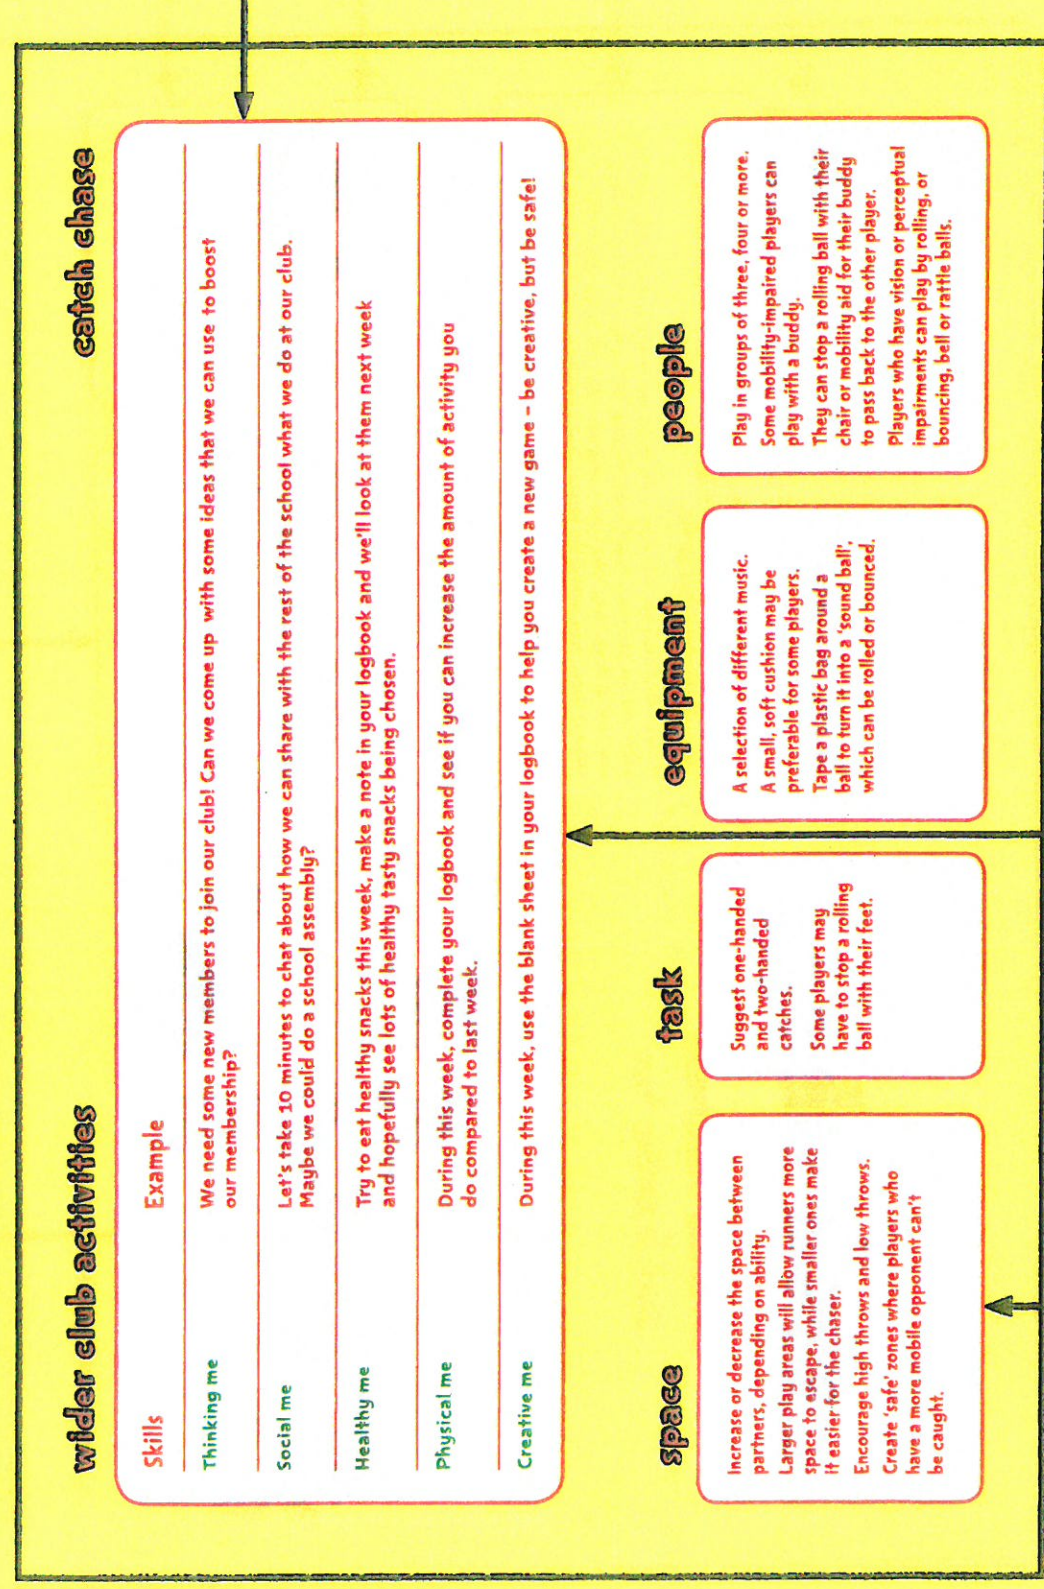 wider club activities
catch chase
Skills
Example
Thinking me
We need some new members to join our club! Can we come up with some ideas that we can use to boost
our membership?
Social me
Let's take 10 minutes to chat about how we can share with the rest of the school what we do at our club.
Maybe we could do a school assembly?
Healthy me
Try to eat healthy snacks this week, make a note in your logbook and we'll look at them next week
and hopefully see lots of healthy tasty snacks being chosen.
Physical me
During this week, complete your logbook and see if you can increase the amount of activity you
do compared to last week.
Creative me
During this week, use the blank sheet in your logbook to help you create a new game – be creative, but be safe!
space
Increase or decrease the space between
partners, depending on ability.
Larger play areas will allow runners more
space to escape, while smaller ones make
it easier for the chaser.
Encourage high throws and low throws.
Create 'safe' zones where players who
have a more mobile opponent can't
be caught.
task
Suggest one-handed
and two-handed
catches.
Some players may
have to stop a rolling
ball with their feet.
equipment
A selection of different music.
A small, soft cushion may be
preferable for some players.
Tape a plastic bag around a
ball to turn it into a 'sound ball',
which can be rolled or bounced.
people
Play in groups of three, four or more.
Some mobility-impaired players can
play with a buddy.
They can stop a rolling ball with their
chair or mobility aid for their buddy
to pass back to the other player.
Players who have vision or perceptual
impairments can play by rolling, or
bouncing, bell or rattle balls.